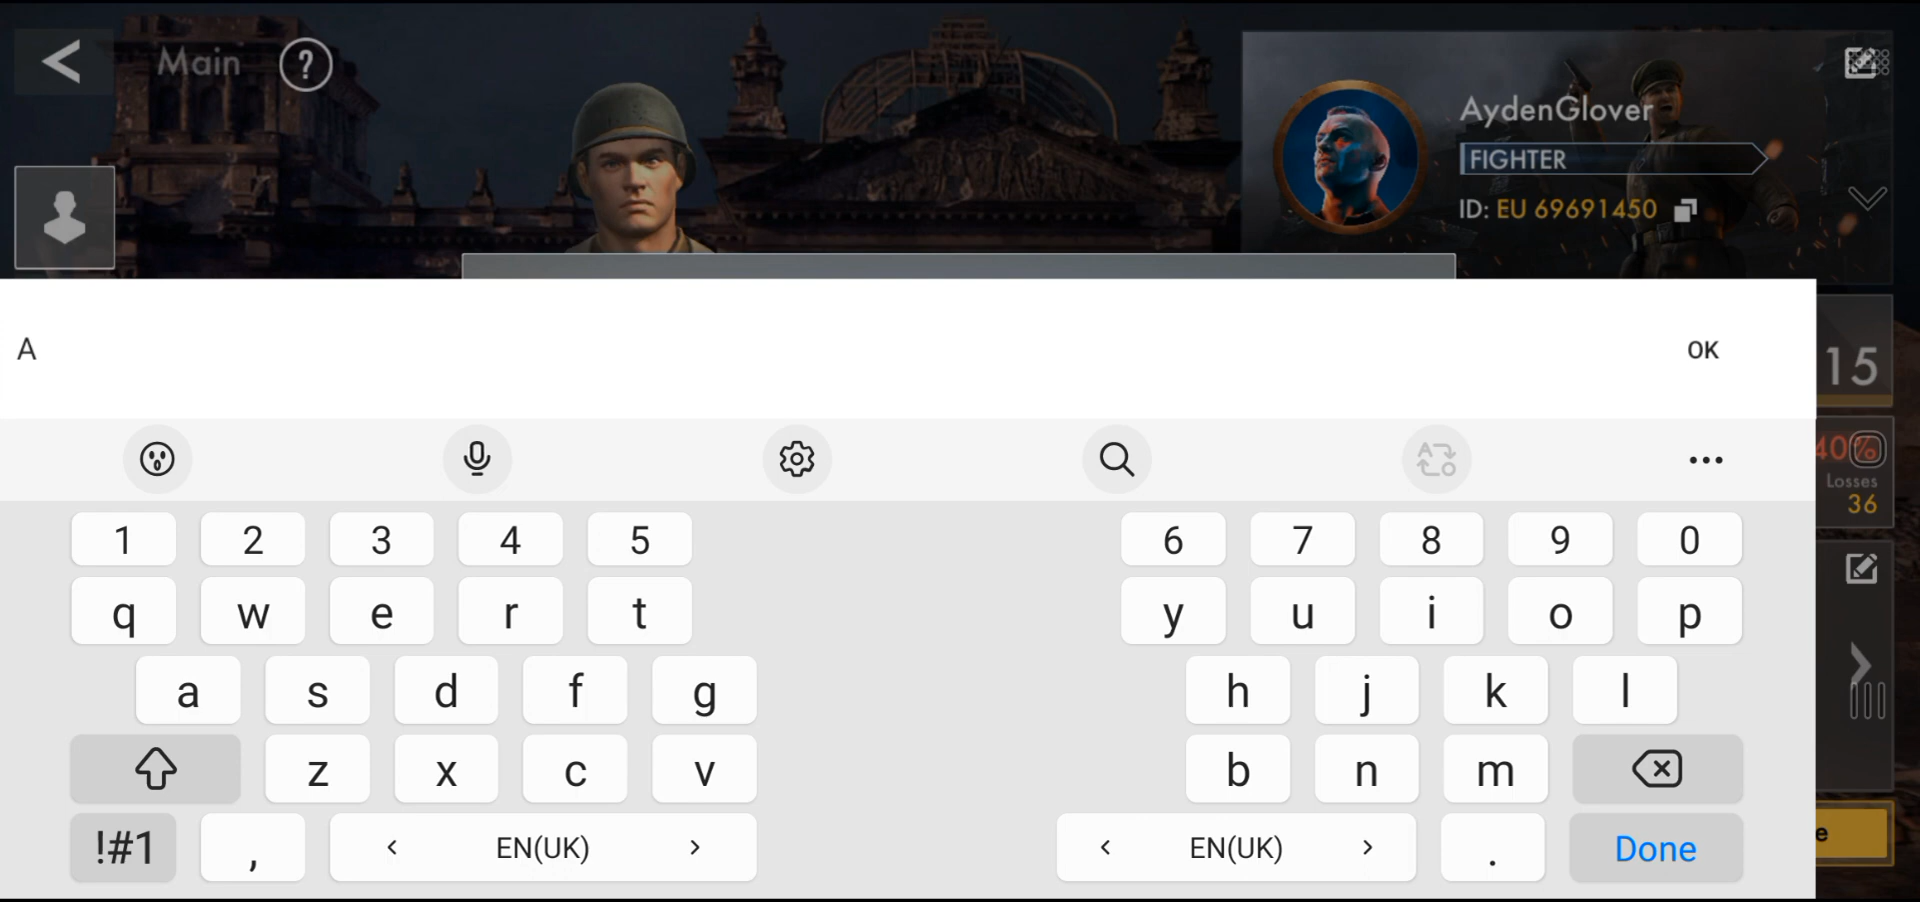 Main
?
AydenGlover
FIGHTER
ID: EU 69691450
A
OK
15
40%
Losses
36
1 2 3 4 5 6 7 8 9 0
q w e r t y u i o p
a s d f g h j k l
z x c v b n m
!#1 , < EN(UK) > < EN(UK) > . Done
e